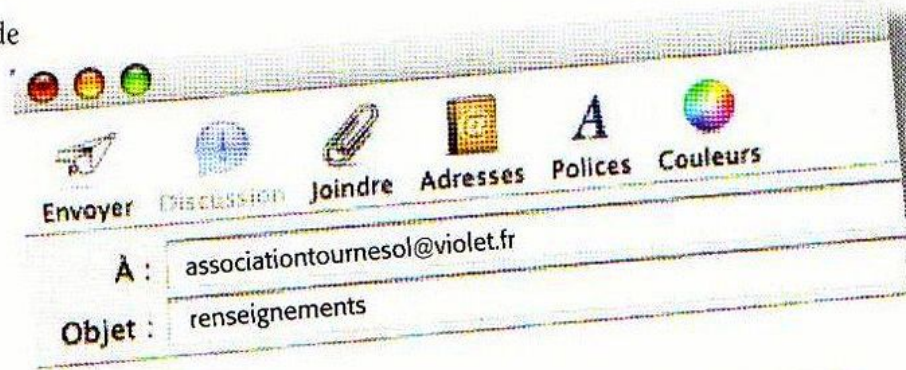 de
Envoyer Discussion Joindre Adresses Polices Couleurs
À : associationtournesol@violet.fr
Objet : renseignements